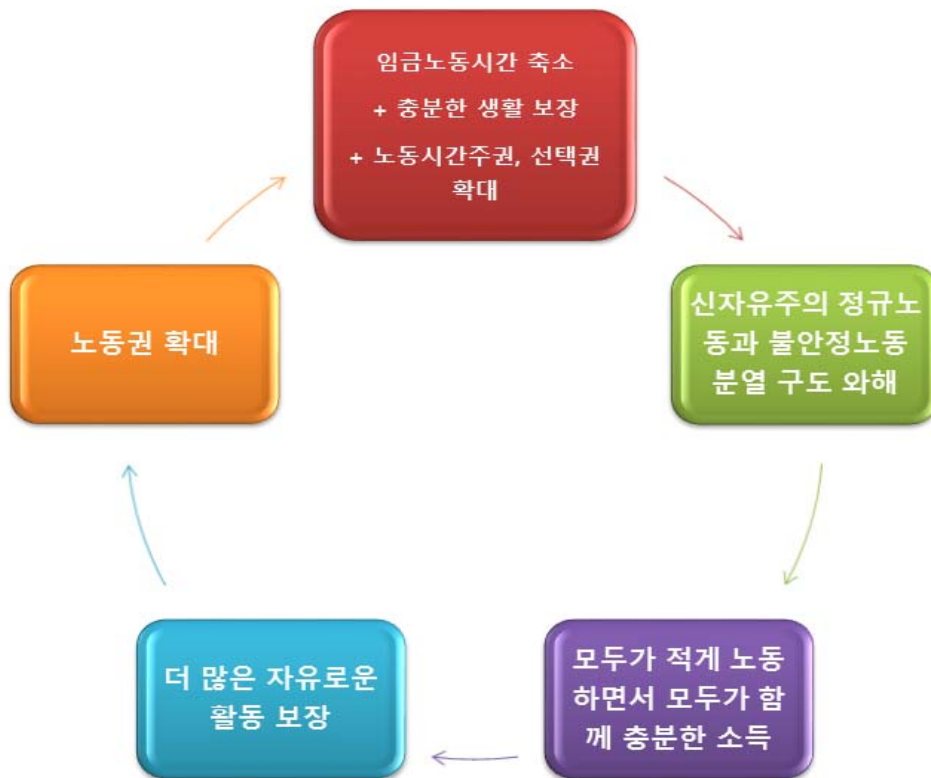 임금노동시간 축소
+ 충분한 생활 보장
+ 노동시간주권, 선택권
확대
신자유주의 정규노
동과 불안정노동
분열 구도 와해
모두가 적게 노동
하면서 모두가 함
께 충분한 소득
더 많은 자유로운
활동 보장
노동권 확대